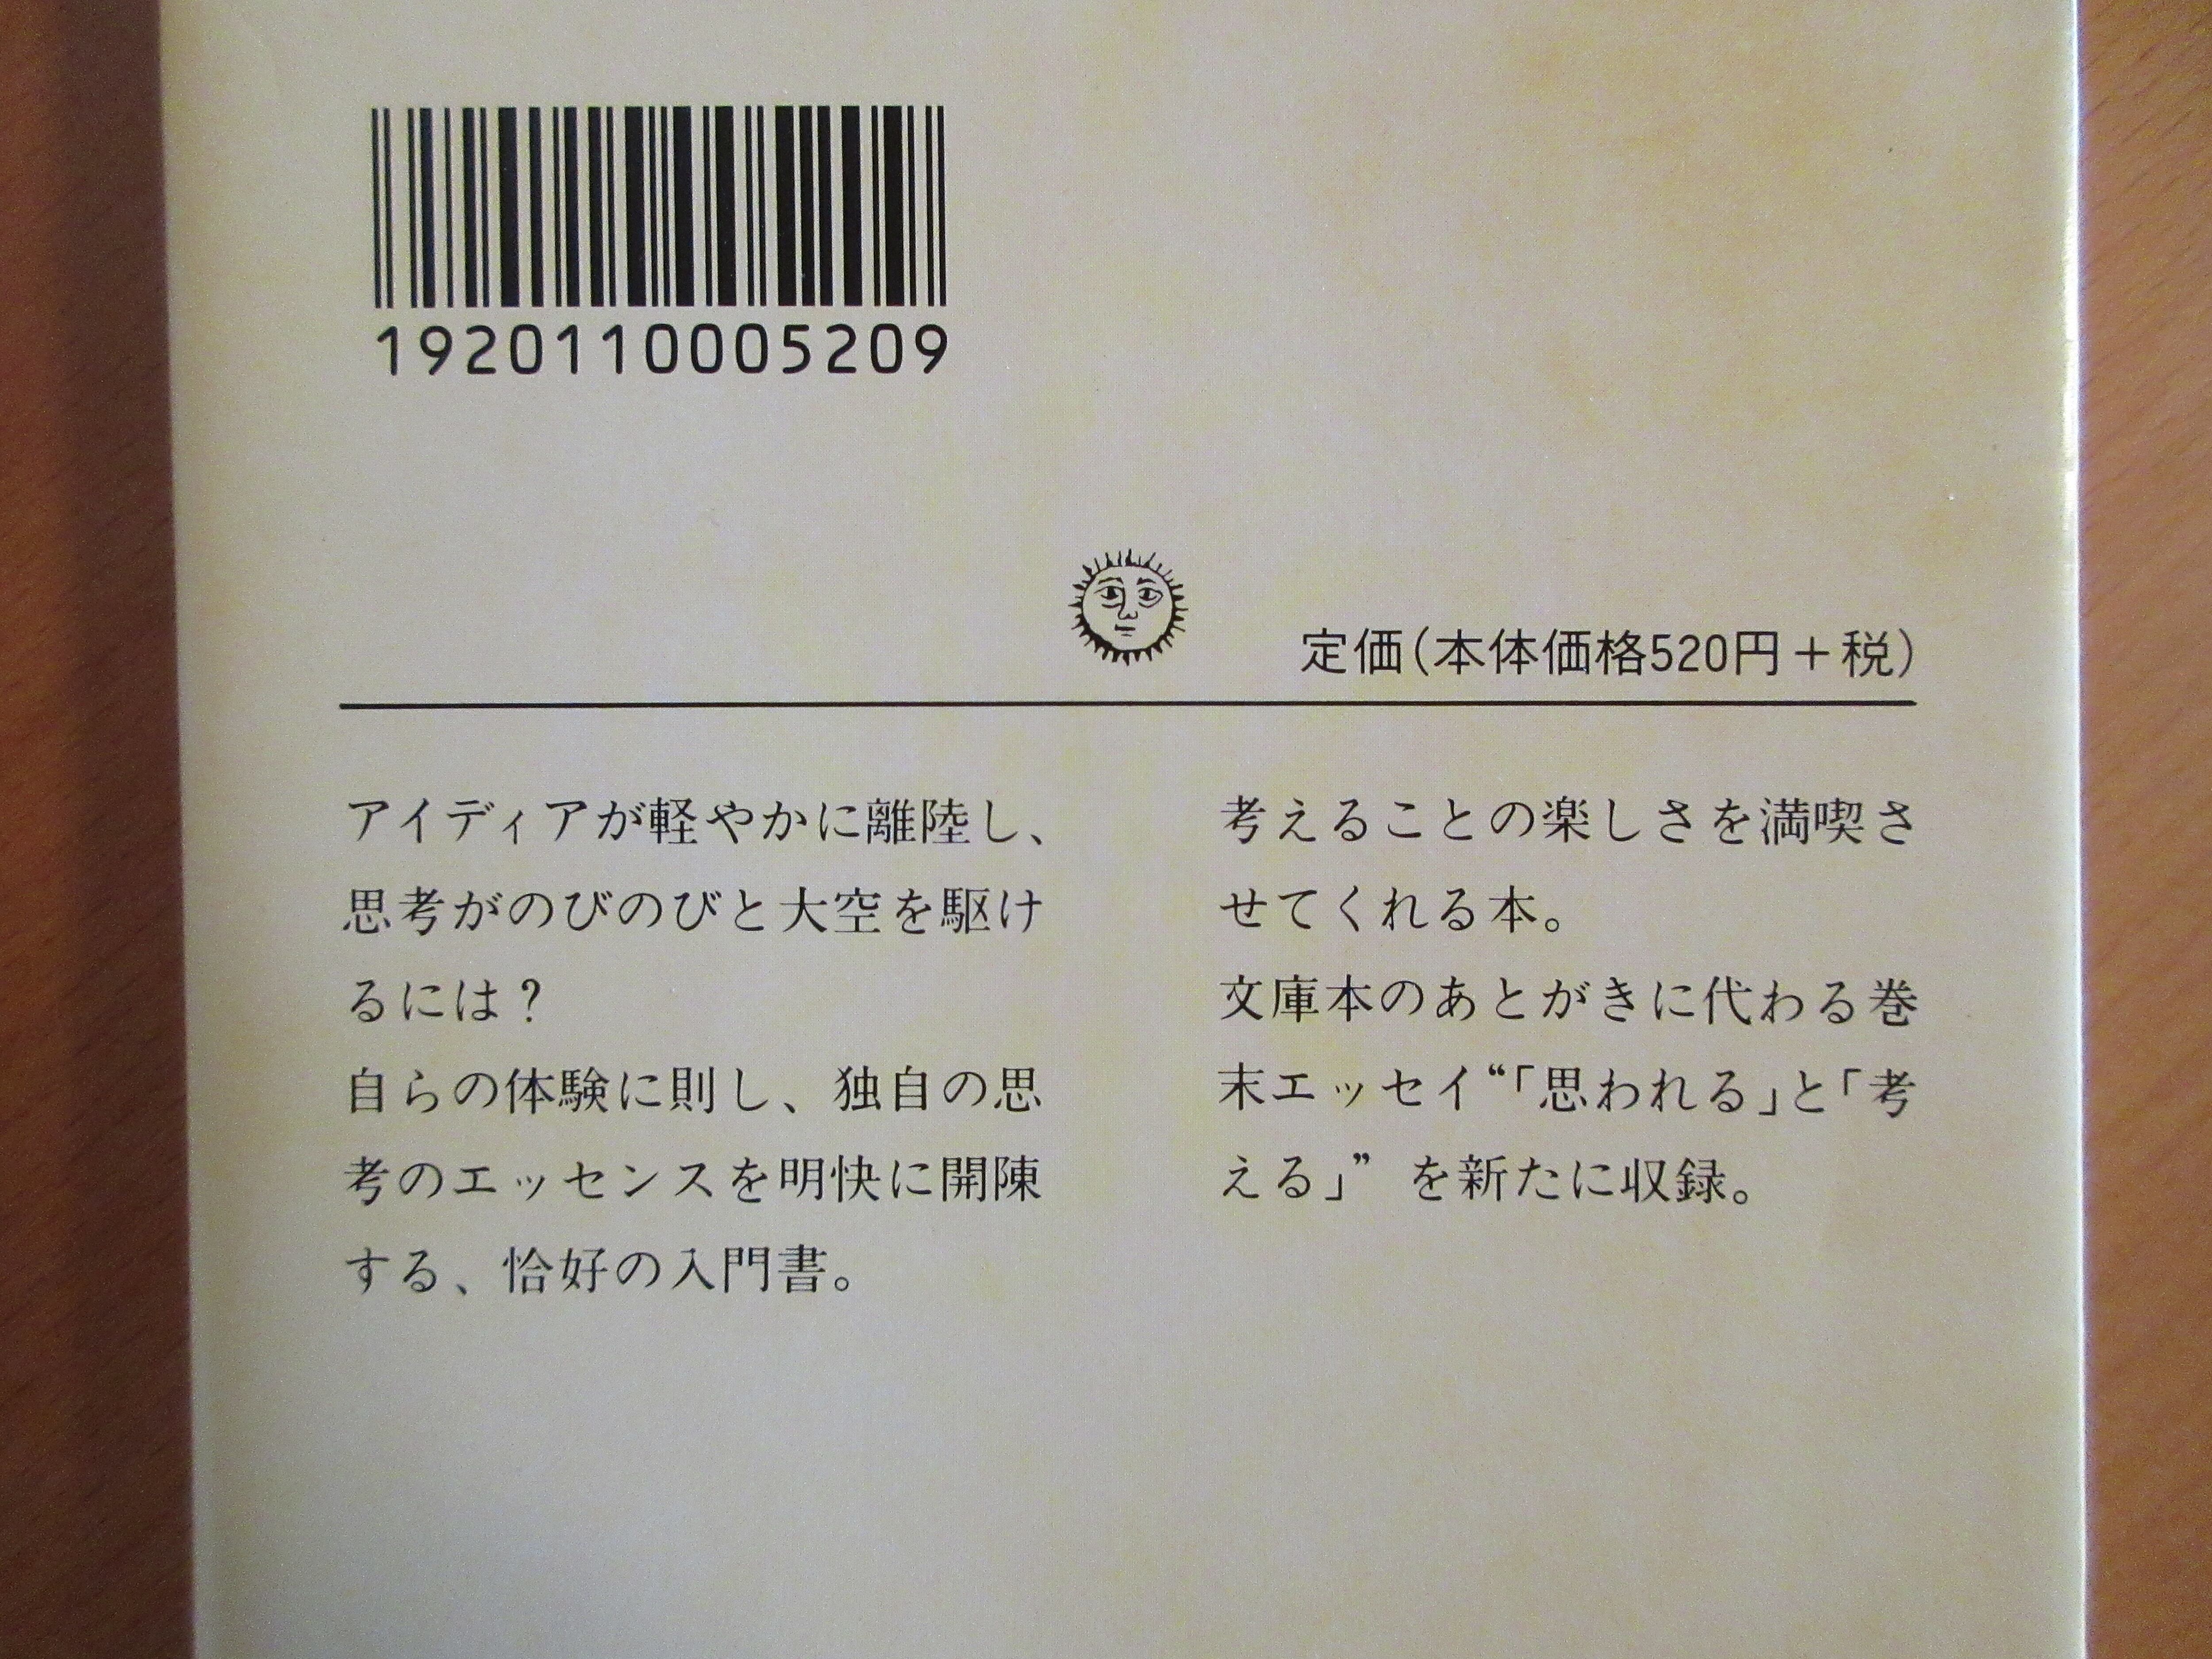 1920110005209
定価(本体価格520円＋税)
アイディアが軽やかに離陸し、
思考がのびのびと大空を駆け
るには？
自らの体験に則し、独自の思
考のエッセンスを明快に開陳
する、恰好の入門書。
考えることの楽しさを満喫さ
せてくれる本。
文庫本のあとがきに代わる巻
末エッセイ“「思われる」と「考
える」” を新たに収録。